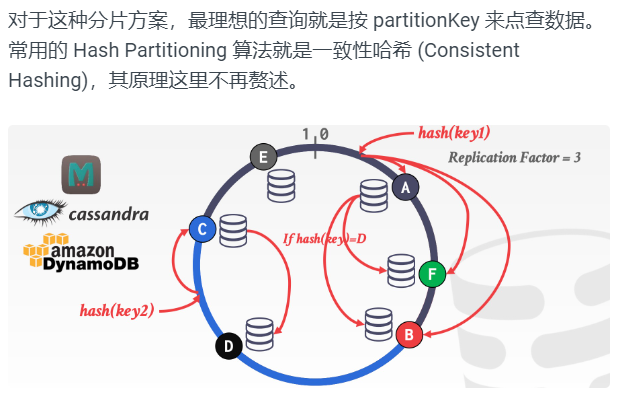 对于这种分片方案，最理想的查询就是按 partitionKey 来点查数据。
常用的 Hash Partitioning 算法就是一致性哈希 (Consistent
Hashing)，其原理这里不再赘述。
1 0
hash(key1)
Replication Factor = 3
E
A
M
cassandra
C
If hash(key)=D
amazon
DynamoDB
F
hash(key2)
B
D